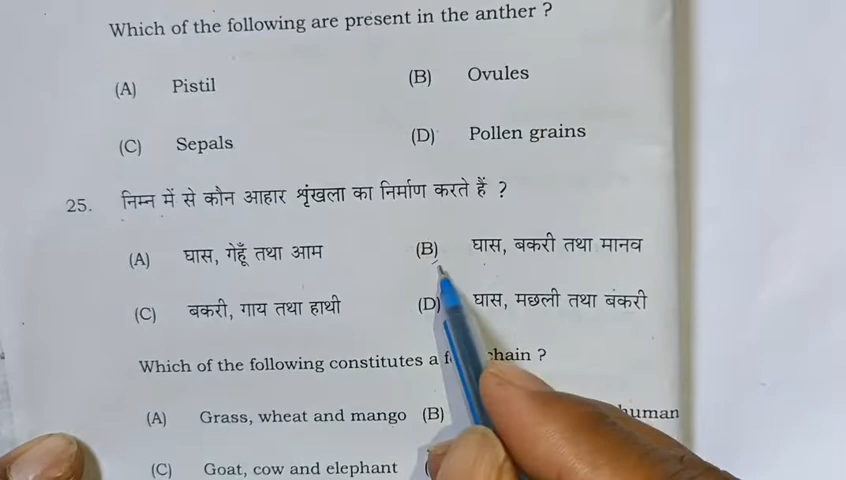 Which of the following are present in the anther ?
(A) Pistil (B) Ovules
(C) Sepals (D) Pollen grains
25. निम्न में से कौन आहार श्रृंखला का निर्माण करते हैं ?
(A) घास, गेहूँ तथा आम (B) घास, बकरी तथा मानव
(C) बकरी, गाय तथा हाथी (D) घास, मछली तथा बकरी
Which of the following constitutes a chain ?
(A) Grass, wheat and mango (B) human
(C) Goat, cow and elephant